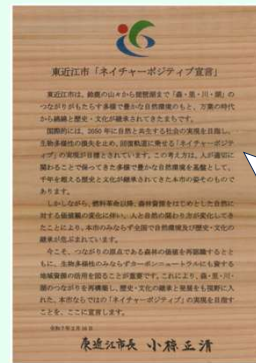 東近江市「ネイチャーポジティブ宣言」
東近江市は、鈴鹿の山々から琵琶湖まで「森・里・川・湖」の
つながりがもたらす多様で豊かな自然環境のもと、万葉の時代
から綿綿と歴史・文化が継承されてきたまちです。
国際的には、2050 年に自然と共生する社会の実現を目指し、
生物多様性の損失を止め、回復軌道に乗せる「ネイチャーポジテ
ィブ」の実現が目標とされています。この考え方は、人が適切に
関わることで保ってきた多様で豊かな自然環境を基盤として、
千年を超える歴史と文化が継承されてきた本市の姿そのもので
あります。
しかしながら、燃料革命以降、森林資源をはじめとした自然に
対する価値観の変化に伴い、人と自然の関わり方が変化してき
たことにより、本市のみならず全国で自然環境及び歴史・文化の
継承が危ぶまれています。
今こそ、つながりの原点である森林の価値を再認識するとと
もに、生物多様性のみならずカーボンニュートラルにも資する
地域資源の活用を図ることが重要です。これにより、森・里・川・
湖のつながりを再構築し、歴史・文化の継承と発展をも視野に入
れた、本市ならではの「ネイチャーポジティブ」の実現を目指す
ことを、ここに宣言します。
令和7年2月16日
東近江市長 小椋正清